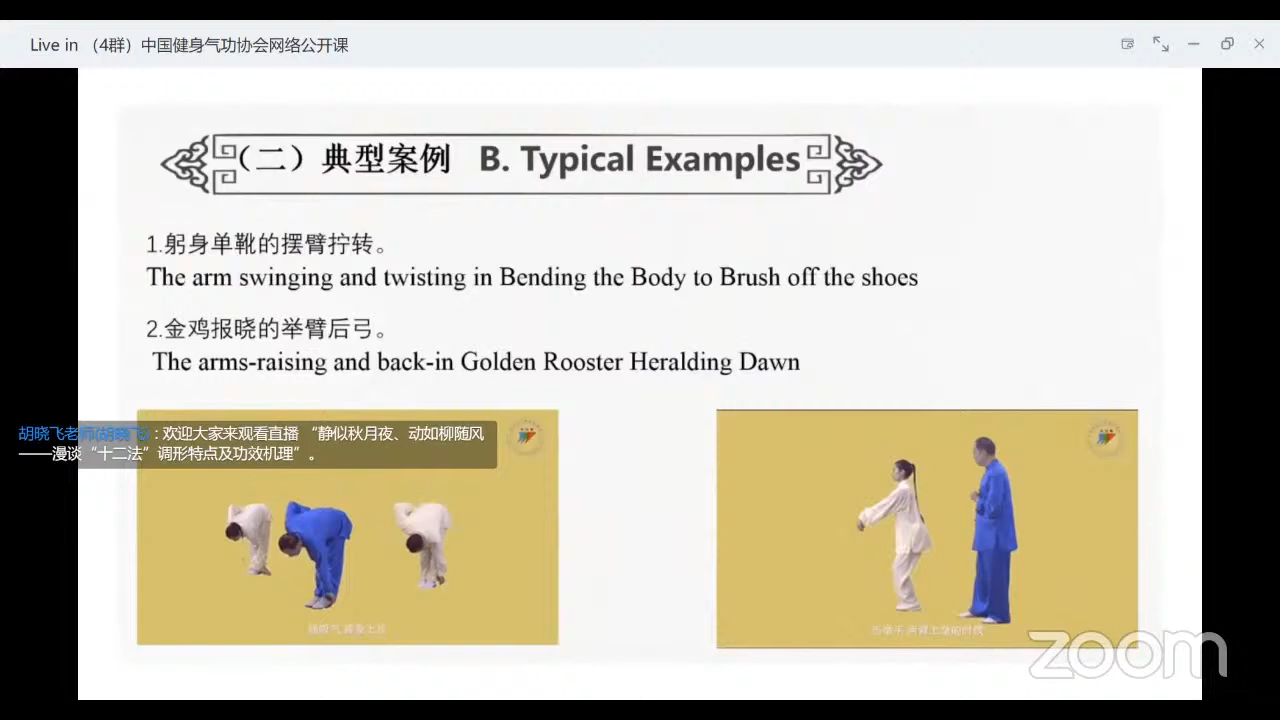 Live in （4群）中国健身气功协会网络公开课
（二）典型案例 B. Typical Examples
1.躬身单靴的摆臂拧转。
The arm swinging and twisting in Bending the Body to Brush off the shoes
2.金鸡报晓的举臂后弓。
The arms-raising and back-in Golden Rooster Heralding Dawn
胡晓飞老师(胡晓飞)：欢迎大家来观看直播 “静似秋月夜、动如柳随风
——漫谈“十二法”调形特点及功效机理”。
zoom